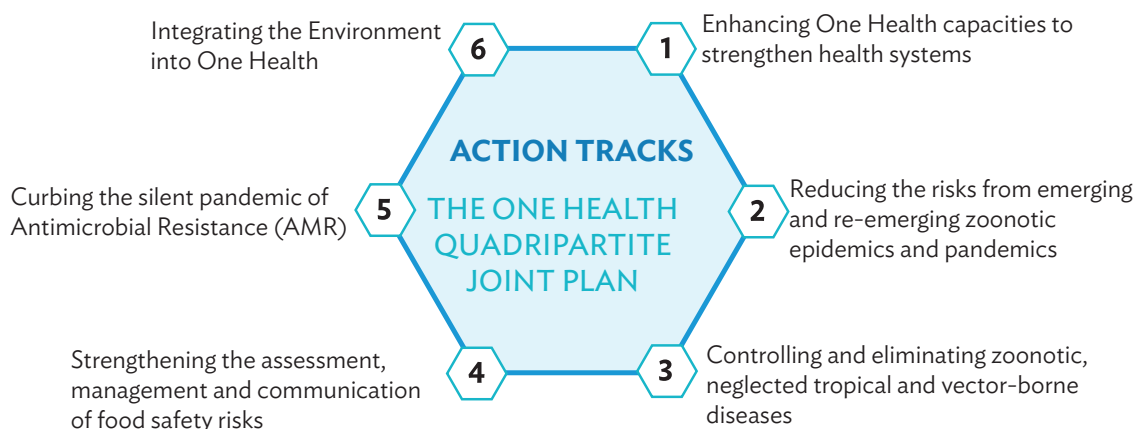 ACTION TRACKS
THE ONE HEALTH
QUADRIPARTITE
JOINT PLAN
1
Enhancing One Health capacities to
strengthen health systems
2
Reducing the risks from emerging
and re-emerging zoonotic
epidemics and pandemics
3
Controlling and eliminating zoonotic,
neglected tropical and vector-borne
diseases
4
Strengthening the assessment,
management and communication
of food safety risks
5
Curbing the silent pandemic of
Antimicrobial Resistance (AMR)
6
Integrating the Environment
into One Health